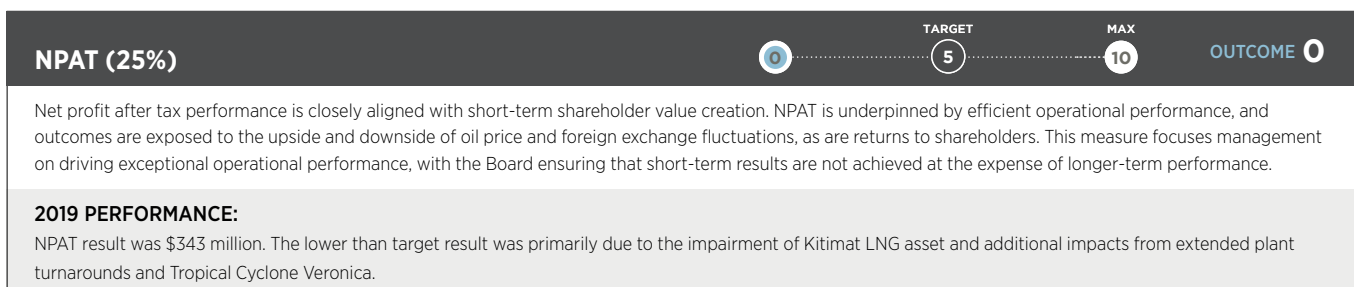 TARGET MAX
NPAT (25%) 0 5 10 OUTCOME 0
Net profit after tax performance is closely aligned with short-term shareholder value creation. NPAT is underpinned by efficient operational performance, and
outcomes are exposed to the upside and downside of oil price and foreign exchange fluctuations, as are returns to shareholders. This measure focuses management
on driving exceptional operational performance, with the Board ensuring that short-term results are not achieved at the expense of longer-term performance.
2019 PERFORMANCE:
NPAT result was $343 million. The lower than target result was primarily due to the impairment of Kitimat LNG asset and additional impacts from extended plant
turnarounds and Tropical Cyclone Veronica.